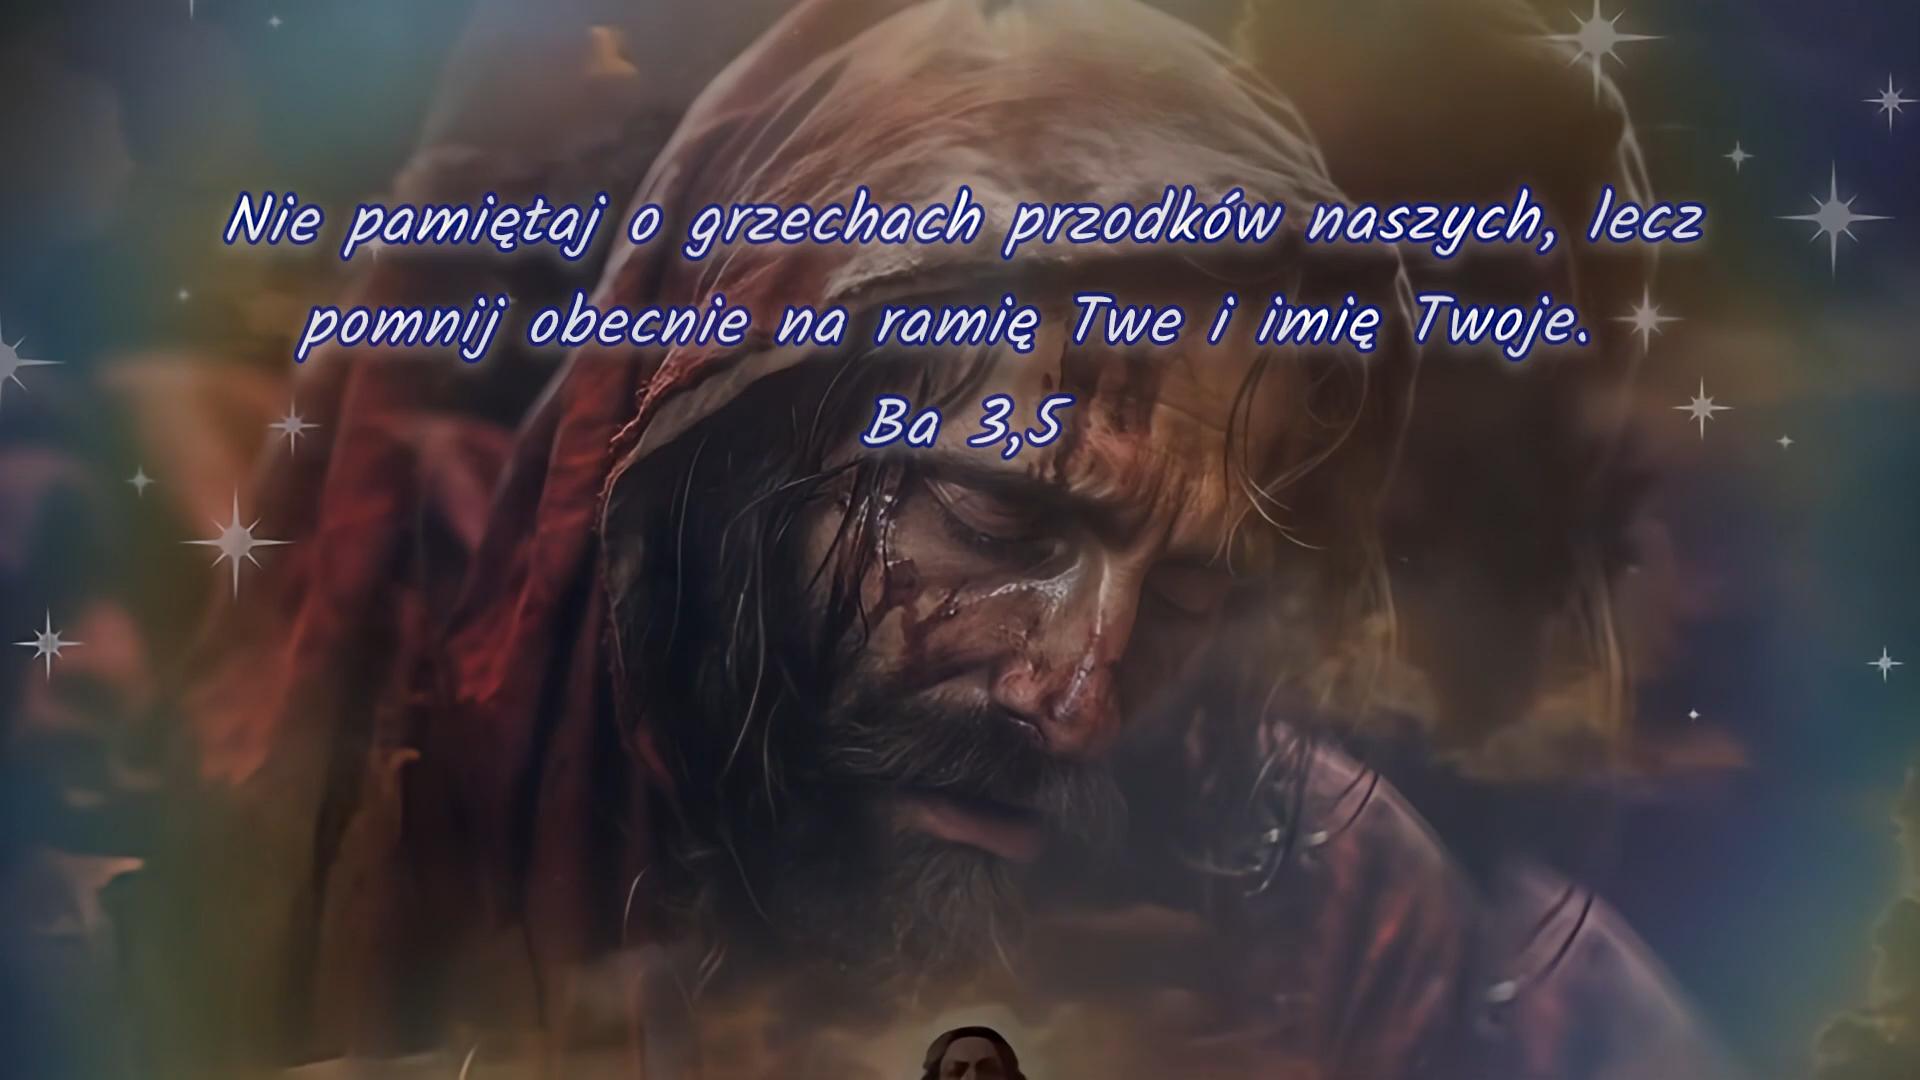 Nie pamiętaj o grzechach przodków naszych, lecz
pomnij obecnie na ramię Twe i imię Twoje.
Ba 3,5